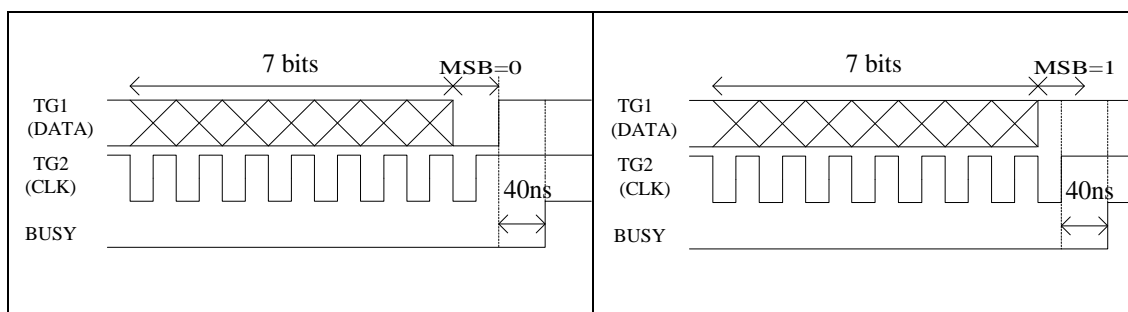 7 bits
MSB=0
TG1
(DATA)
TG2
(CLK)
40ns
BUSY
7 bits
MSB=1
TG1
(DATA)
TG2
(CLK)
40ns
BUSY